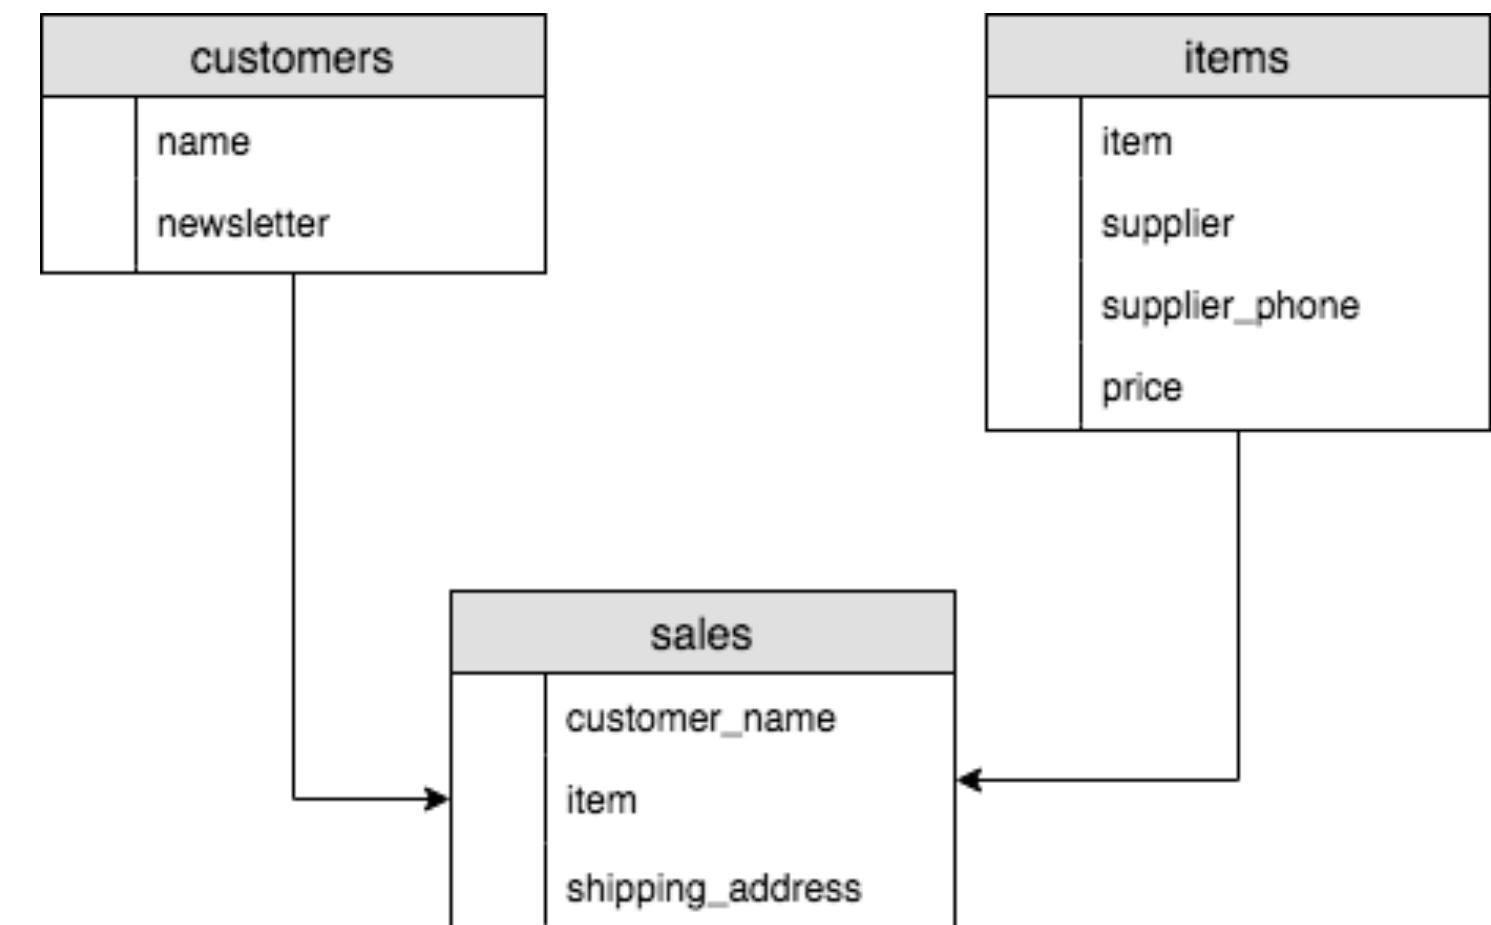 customers
name
newsletter
items
item
supplier
supplier_phone
price
sales
customer_name
item
shipping_address